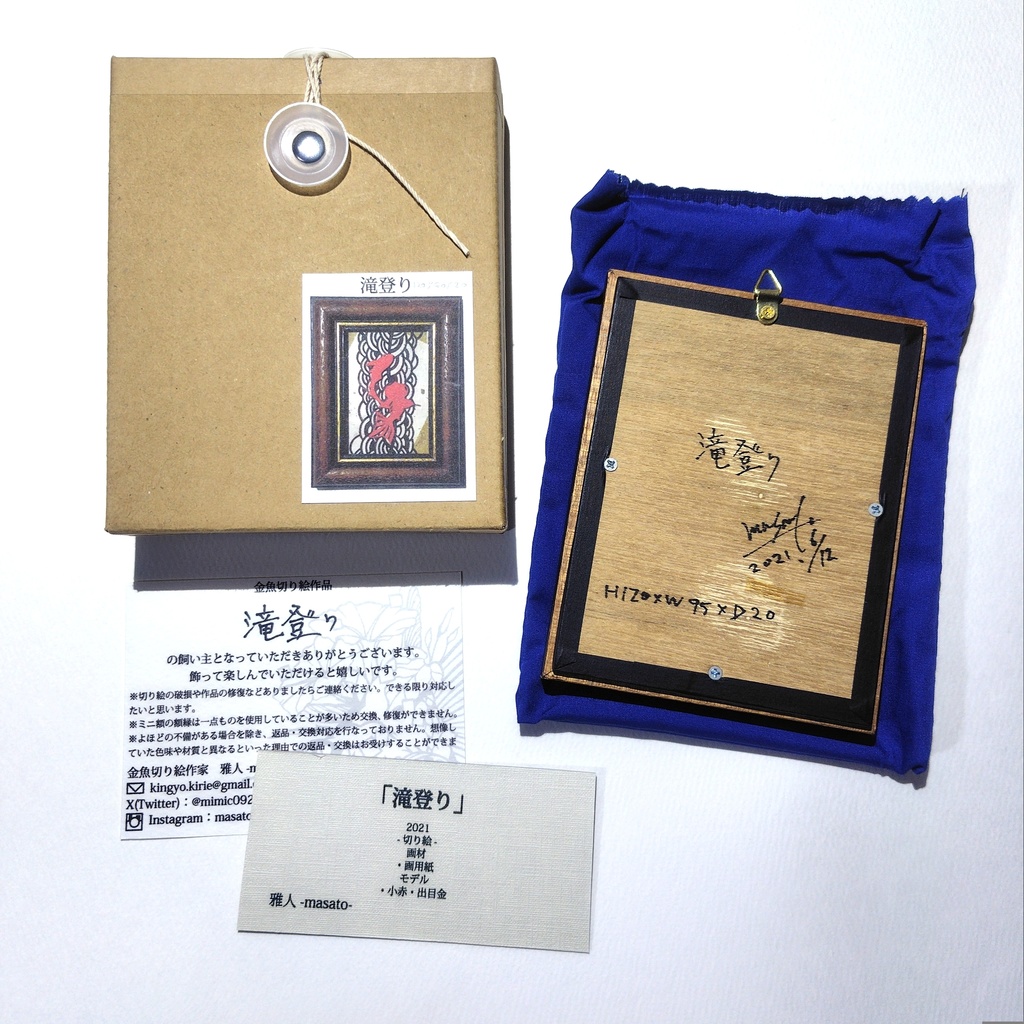 滝登り
滝登り
2021. 6/12
H120×W95×D20
金魚切り絵作品
滝登り
の飼い主となっていただきありがとうございます。
飾って楽しんでいただけると嬉しいです。
※切り絵の破損や作品の修復などありましたらご連絡ください。できる限り対応し
たいと思います。
※ミニ額の額縁は一点ものを使用していることが多いため交換、修復ができません。
※よほどの不備がある場合を除き、返品・交換対応を行なっておりません。想像し
ていた色味や材質と異なるといった理由での返品・交換はお受けすることができま
金魚切り絵作家 雅人 -m
kingyo.kirie@gmail.
X(Twitter)：@mimic092
Instagram：masato
「滝登り」
2021
- 切り絵 -
画材
・画用紙
モデル
・小赤・出目金
雅人 -masato-